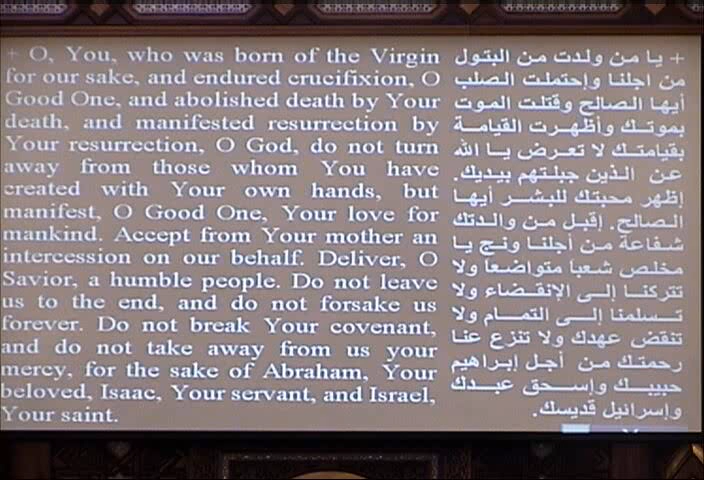 + O, You, who was born of the Virgin
for our sake, and endured crucifixion, O
Good One, and abolished death by Your
death, and manifested resurrection by
Your resurrection, O God, do not turn
away from those whom You have
created with Your own hands, but
manifest, O Good One, Your love for
mankind. Accept from Your mother an
intercession on our behalf. Deliver, O
Savior, a humble people. Do not leave
us to the end, and do not forsake us
forever. Do not break Your covenant,
and do not take away from us your
mercy, for the sake of Abraham, Your
beloved, Isaac, Your servant, and Israel,
Your saint.
+ يا من ولدت من البتول
من اجلنا وإحتملت الصلب
أيها الصالح وقتلت الموت
بموتك وأظهرت القيامة
بقيامتك لا تعرض يا الله
عن الذين جبلتهم بيديك.
إظهر محبتك للبشر أيها
الصالح. إقبل من والدتك
شفاعة من أجلنا ونج يا
مخلص شعبا متواضعا ولا
تتركنا إلى الإنقضاء ولا
تسلمنا إلى التمام ولا
تنقض عهدك ولا تنزع عنا
رحمتك من أجل إبراهيم
حبيبك وإسحق عبدك
وإسرائيل قديسك.